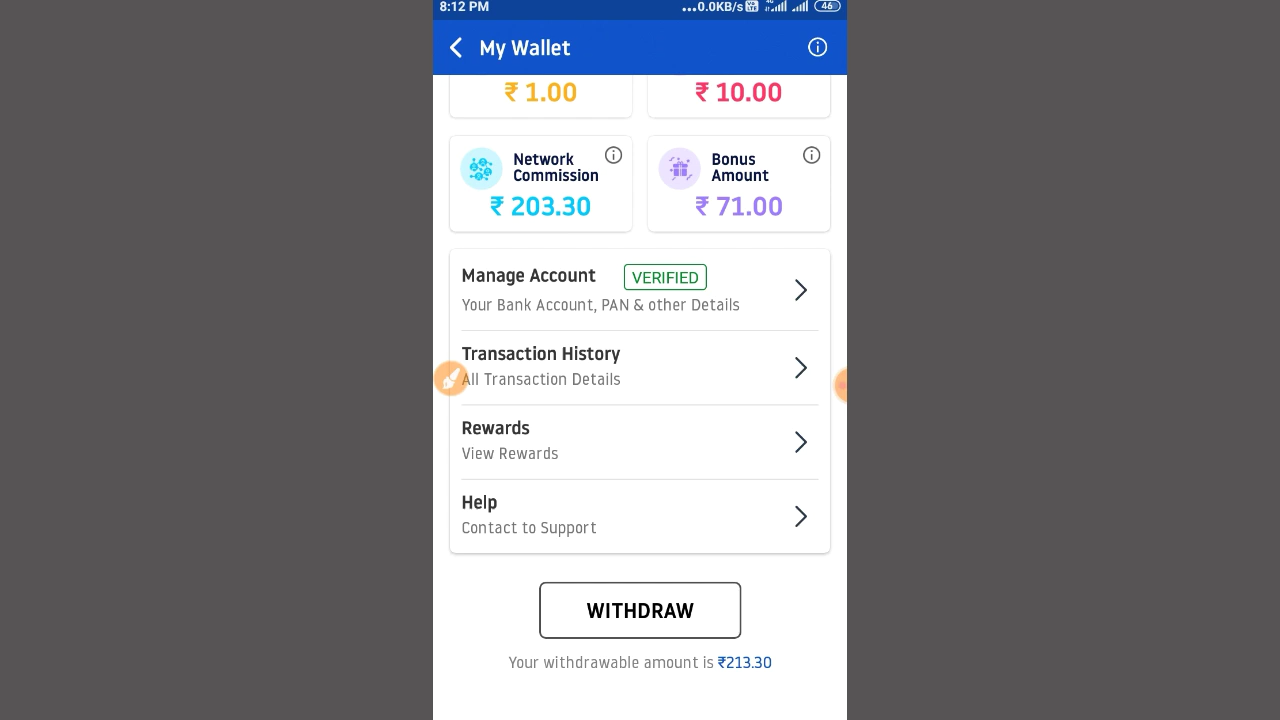 8:12 PM ...0.0KB/s 46
My Wallet
₹ 1.00 ₹ 10.00
Network
Commission
₹ 203.30
Bonus
Amount
₹ 71.00
Manage Account VERIFIED
Your Bank Account, PAN & other Details
Transaction History
All Transaction Details
Rewards
View Rewards
Help
Contact to Support
WITHDRAW
Your withdrawable amount is ₹213.30